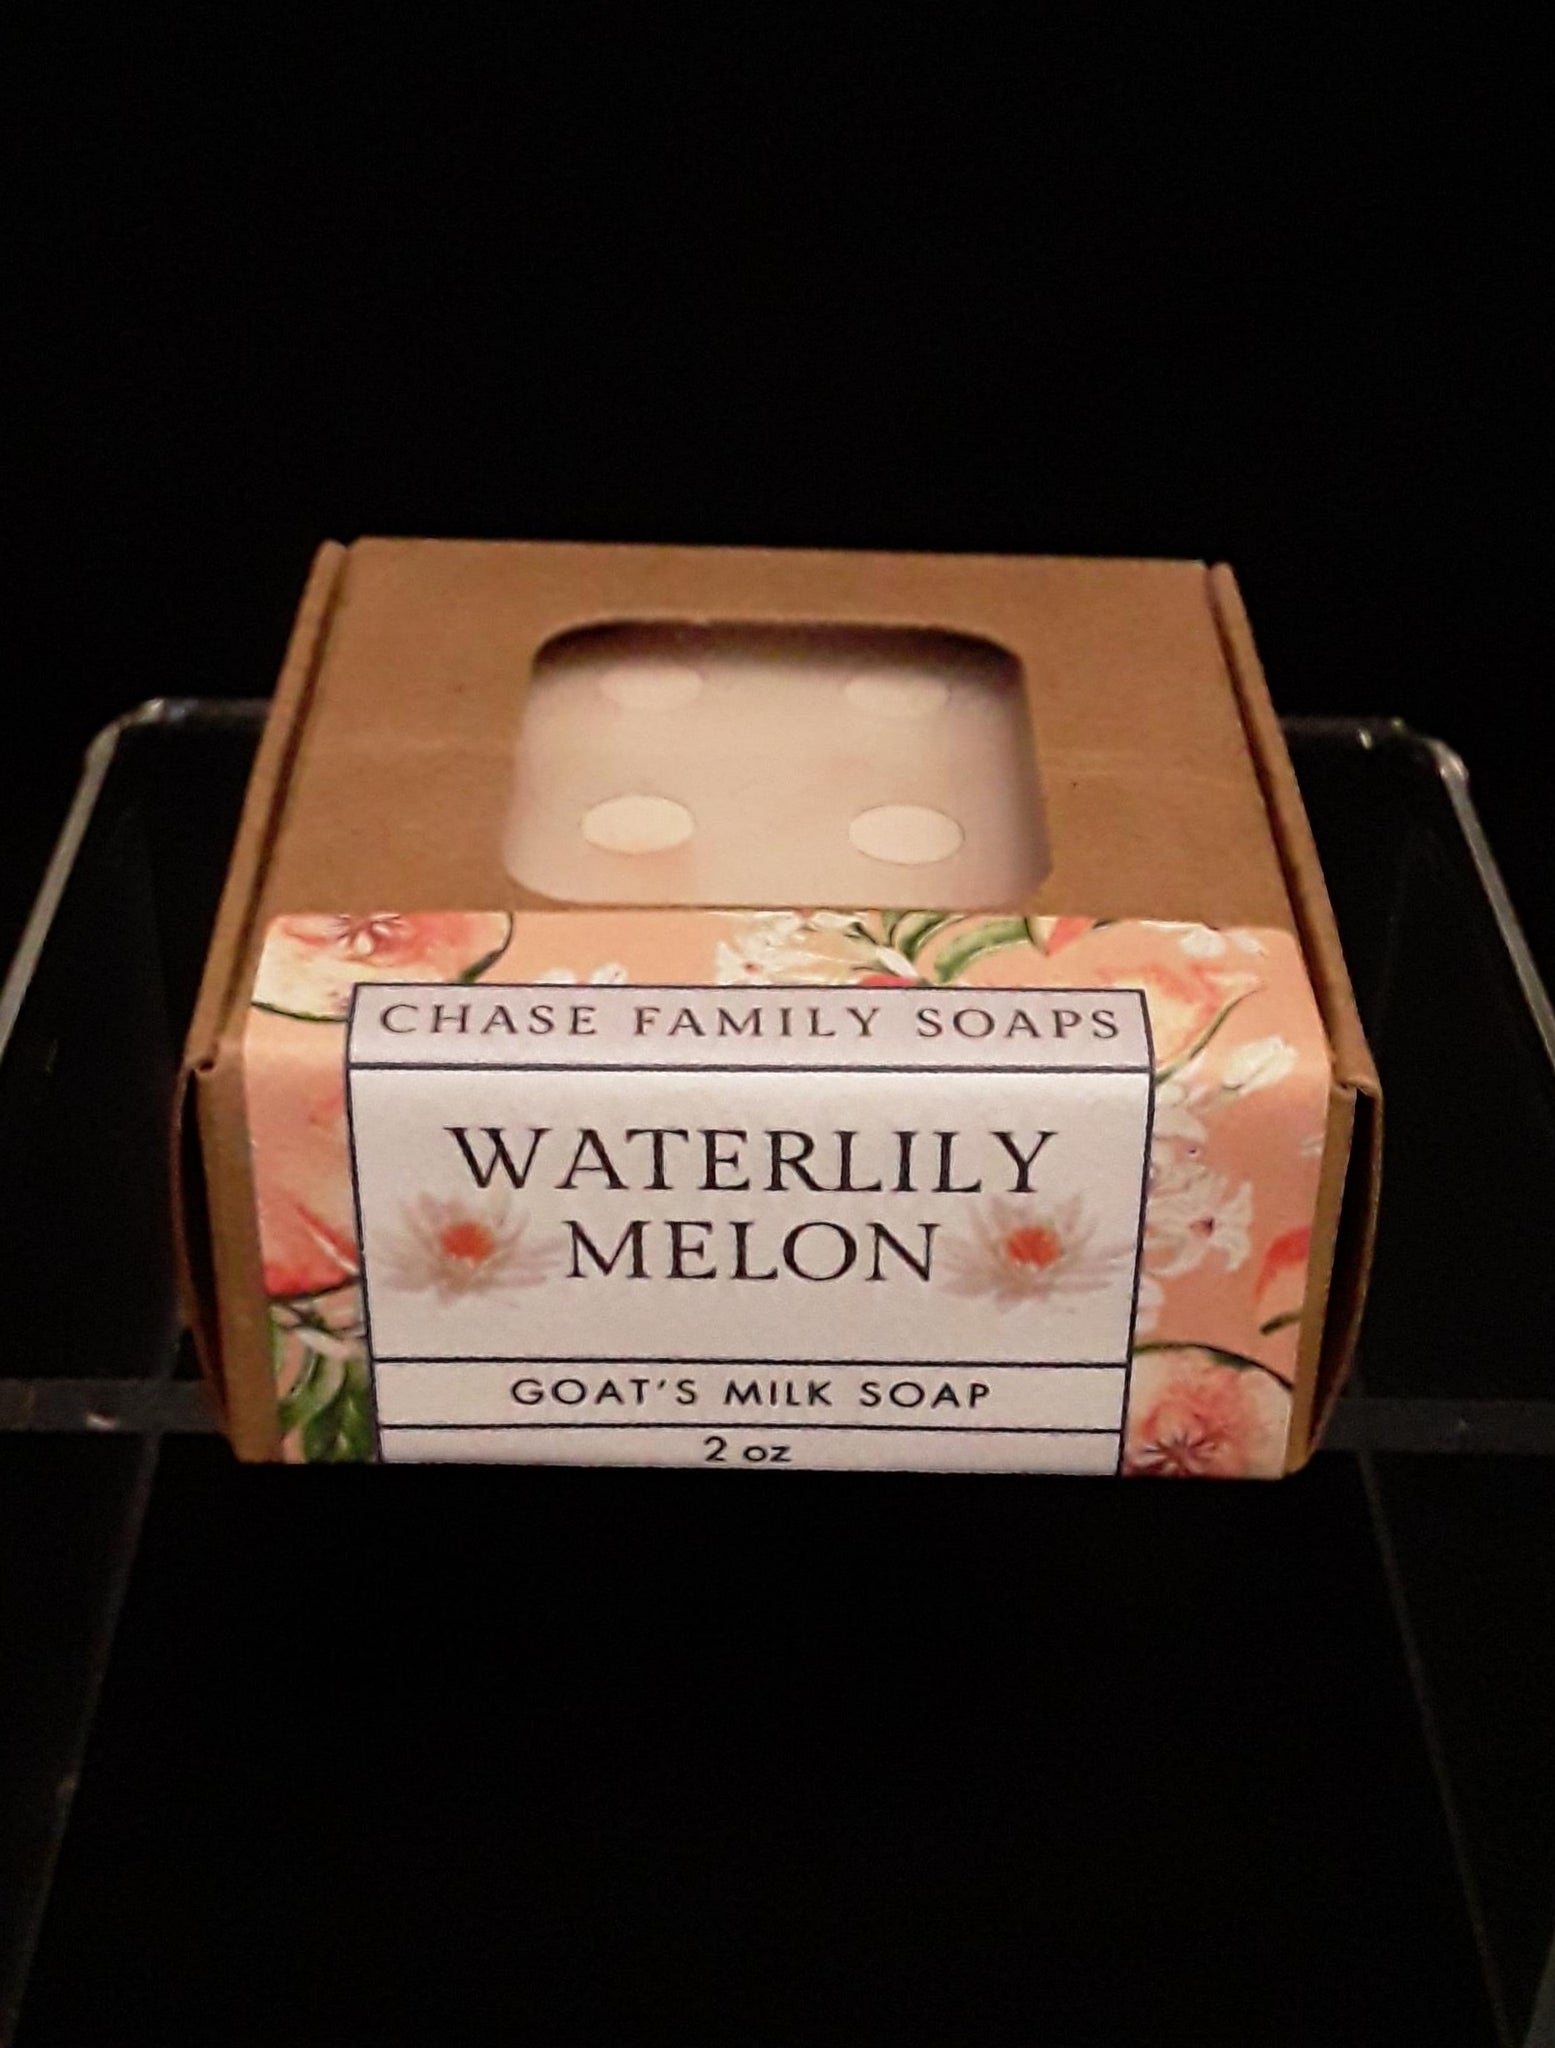 CHASE FAMILY SOAPS
WATERLILY
MELON
GOAT'S MILK SOAP
2 oz